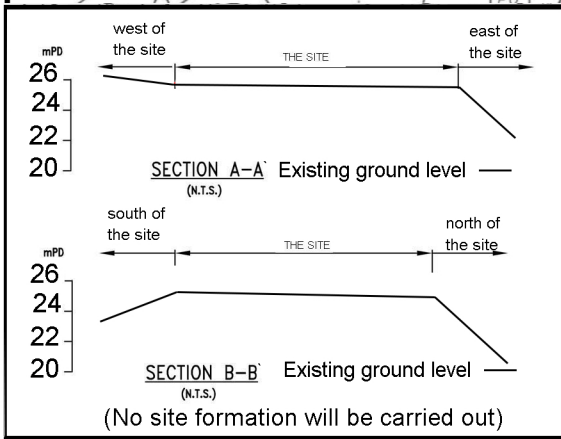 west of
the site
THE SITE
east of
the site
mPD
26
24
22
20
SECTION A-A` Existing ground level
(N.T.S.)
south of
the site
THE SITE
north of
the site
mPD
26
24
22
20
SECTION B-B` Existing ground level
(N.T.S.)
(No site formation will be carried out)